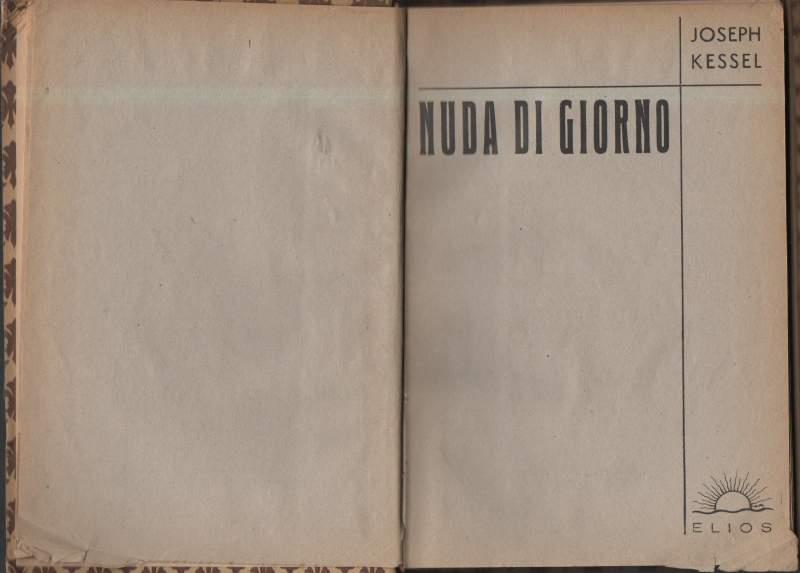 JOSEPH
KESSEL
NUDA DI GIORNO
ELIOS